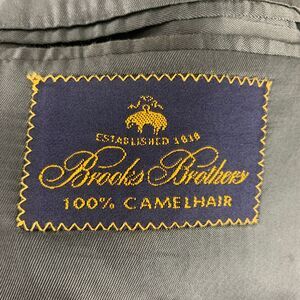 ESTABLISHED 1818
Brooks Brothers
100% CAMELHAIR